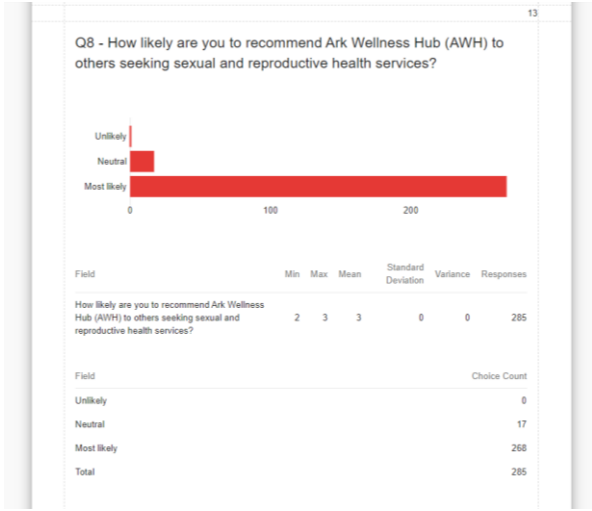 13
Q8 - How likely are you to recommend Ark Wellness Hub (AWH) to
others seeking sexual and reproductive health services?
Unlikely
Neutral
Most likely
0 100 200
Field Min Max Mean Standard Deviation Variance Responses
How likely are you to recommend Ark Wellness
Hub (AWH) to others seeking sexual and
reproductive health services?
2 3 3 0 0 285
Field Choice Count
Unlikely 0
Neutral 17
Most likely 268
Total 285